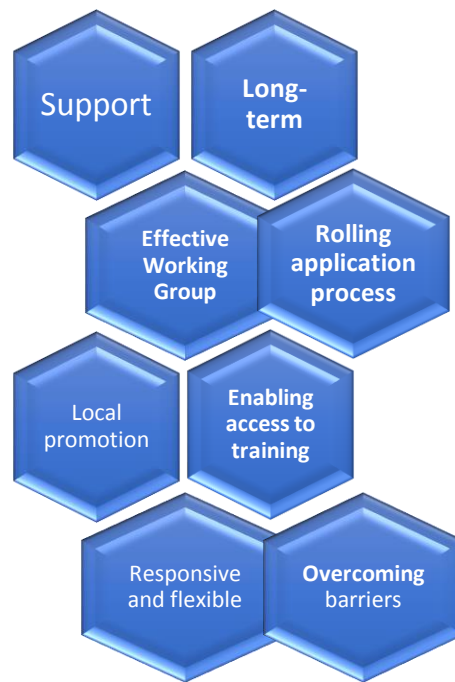 Support
Long-
term
Effective
Working
Group
Rolling
application
process
Local
promotion
Enabling
access to
training
Responsive
and flexible
Overcoming
barriers